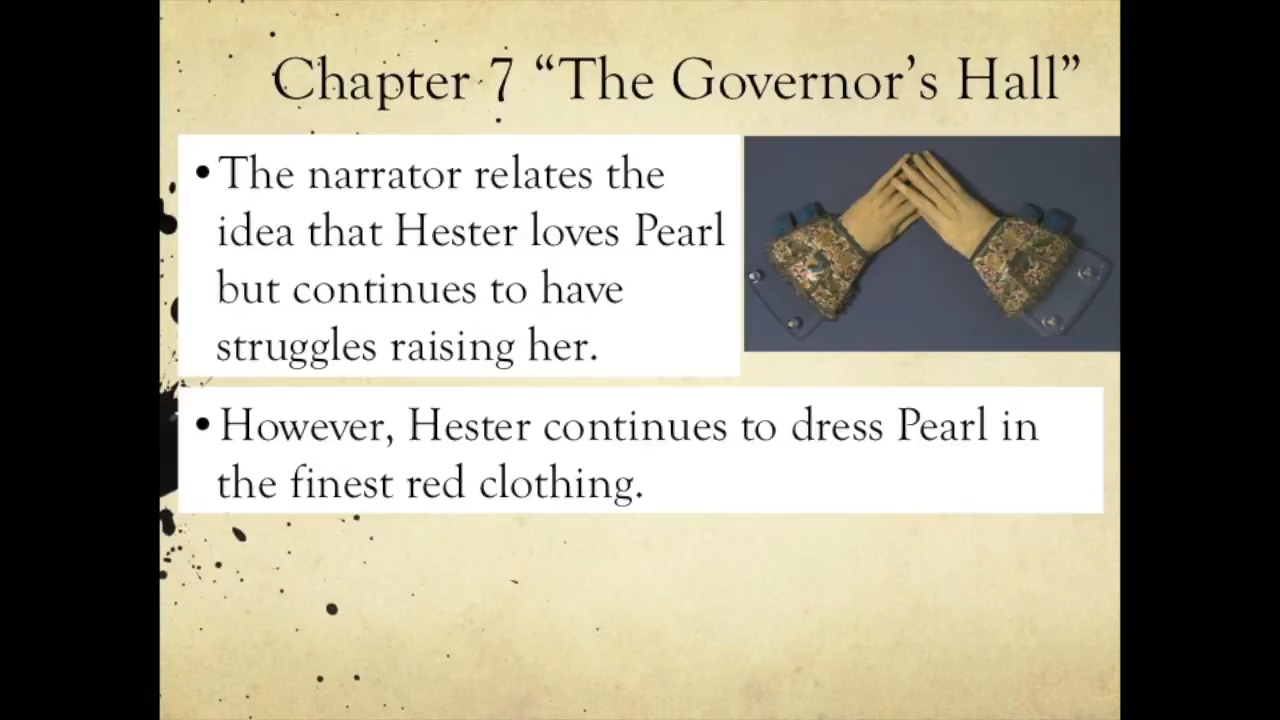 Chapter 7 “The Governor’s Hall”
•The narrator relates the
idea that Hester loves Pearl
but continues to have
struggles raising her.
•However, Hester continues to dress Pearl in
the finest red clothing.